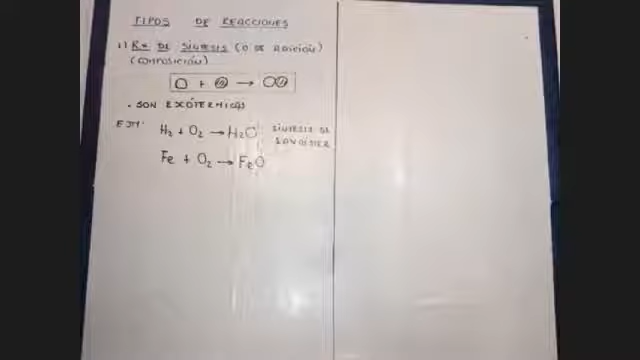 TIPOS DE REACCIONES
1) Rx DE SÍNTESIS (O DE ADICIÓN)
(COMPOSICIÓN)
+ →
• SON EXOTÉRMICAS
EJM:
H₂ + O₂ → H₂O SÍNTESIS DE
LAVOISIER
Fe + O₂ → FeO